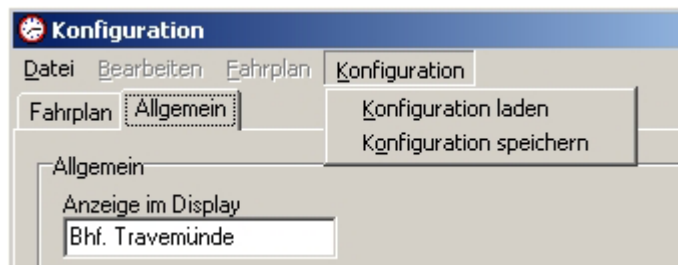 Konfiguration
Datei Bearbeiten Fahrplan Konfiguration
Fahrplan Allgemein
Konfiguration laden
Konfiguration speichern
Allgemein
Anzeige im Display
Bhf. Travemünde